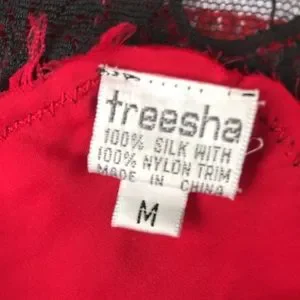 treesha
100% SILK WITH
100% NYLON TRIM
MADE IN CHINA
M